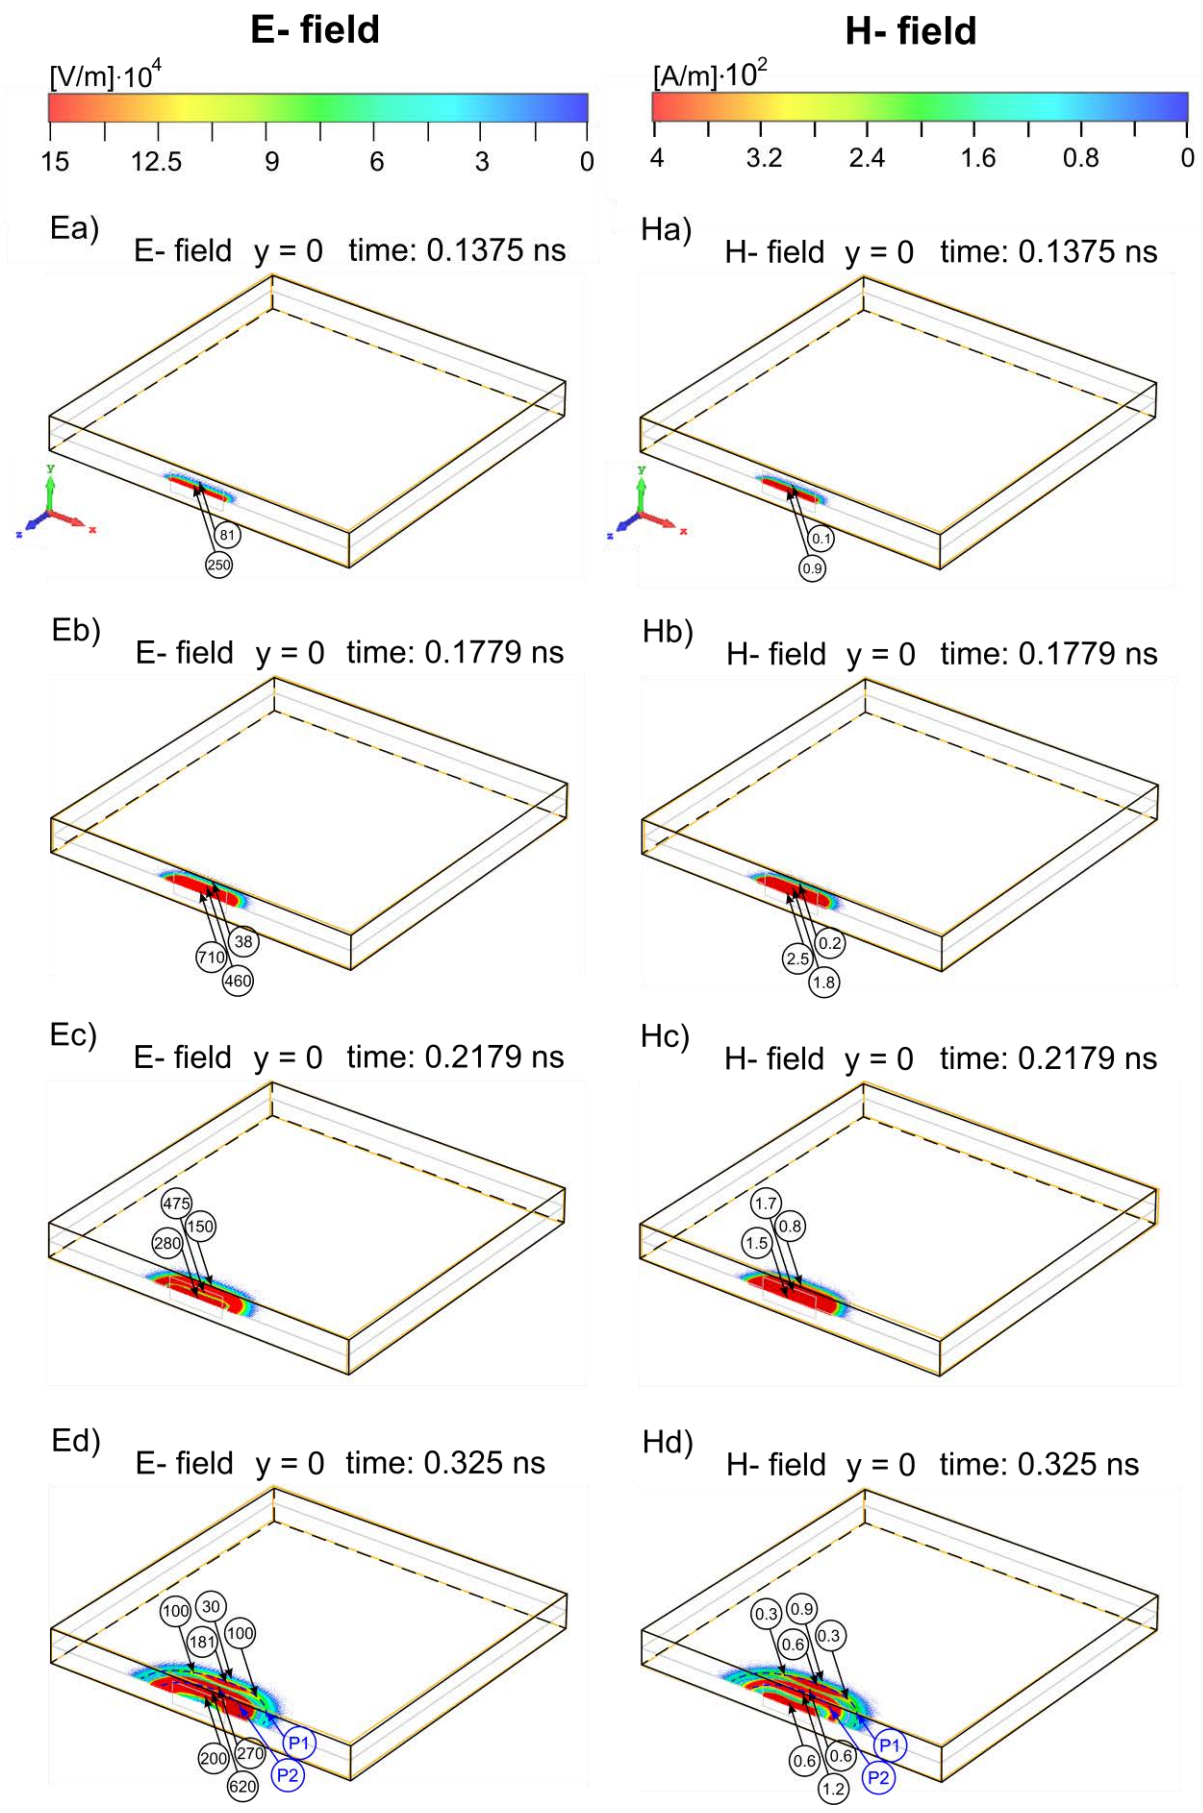 E- field
H- field
[V/m]·10⁴
[A/m]·10²
15 12.5 9 6 3 0
4 3.2 2.4 1.6 0.8 0
Ea)
E- field y = 0 time: 0.1375 ns
Y
z
x
81
250
Ha)
H- field y = 0 time: 0.1375 ns
Y
z
x
0.1
0.9
Eb)
E- field y = 0 time: 0.1779 ns
38
710
460
Hb)
H- field y = 0 time: 0.1779 ns
0.2
2.5
1.8
Ec)
E- field y = 0 time: 0.2179 ns
475
150
280
Hc)
H- field y = 0 time: 0.2179 ns
1.7
0.8
1.5
Ed)
E- field y = 0 time: 0.325 ns
100
30
181
100
P1
200
270
P2
620
Hd)
H- field y = 0 time: 0.325 ns
0.3
0.9
0.6
0.3
P1
0.6
0.6
P2
1.2